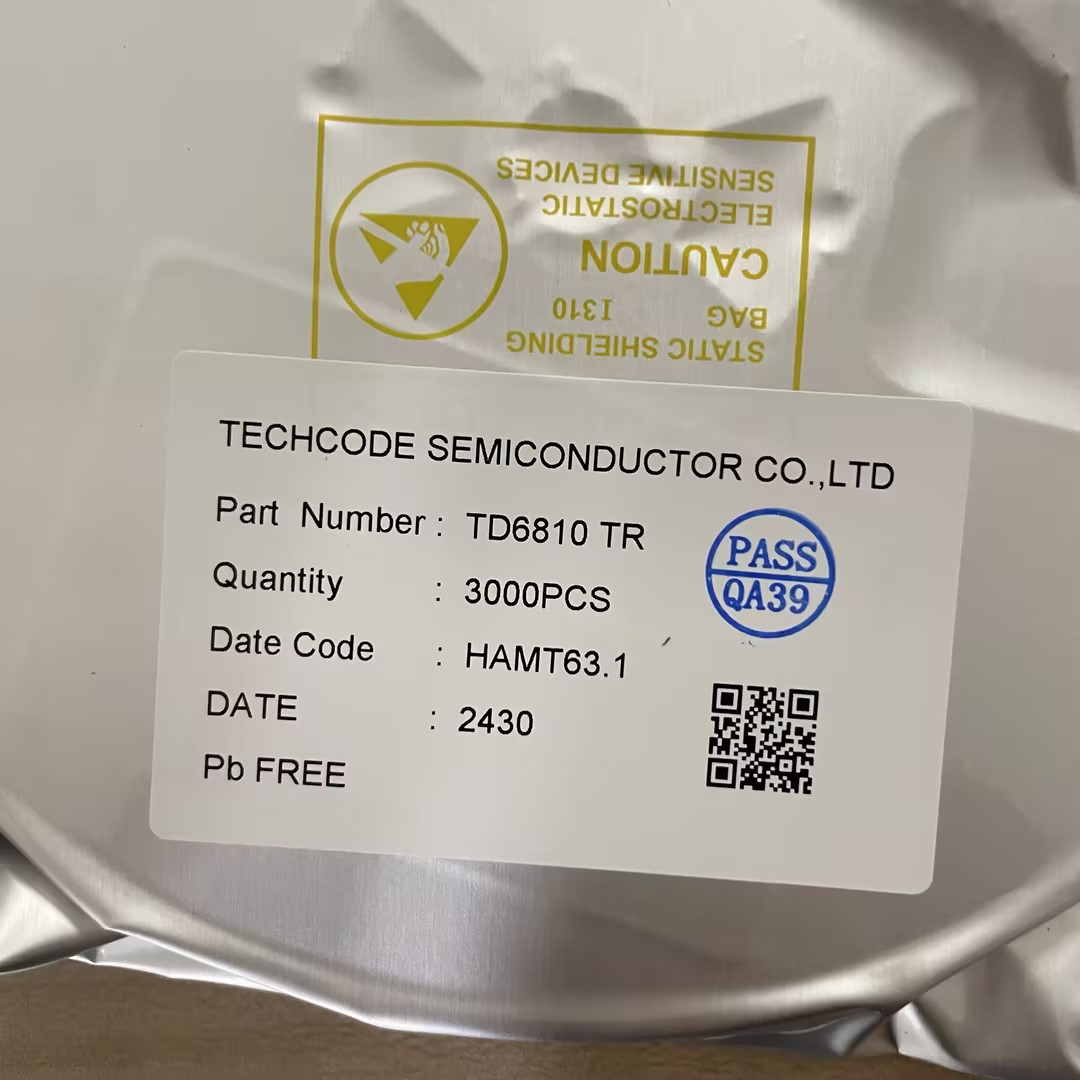 SENSITIVE DEVICES
ELECTROSTATIC
CAUTION
BAG 1310
STATIC SHIELDING
TECHCODE SEMICONDUCTOR CO.,LTD
Part Number : TD6810 TR
Quantity : 3000PCS
Date Code : HAMT63.1
DATE : 2430
Pb FREE
PASS
QA39